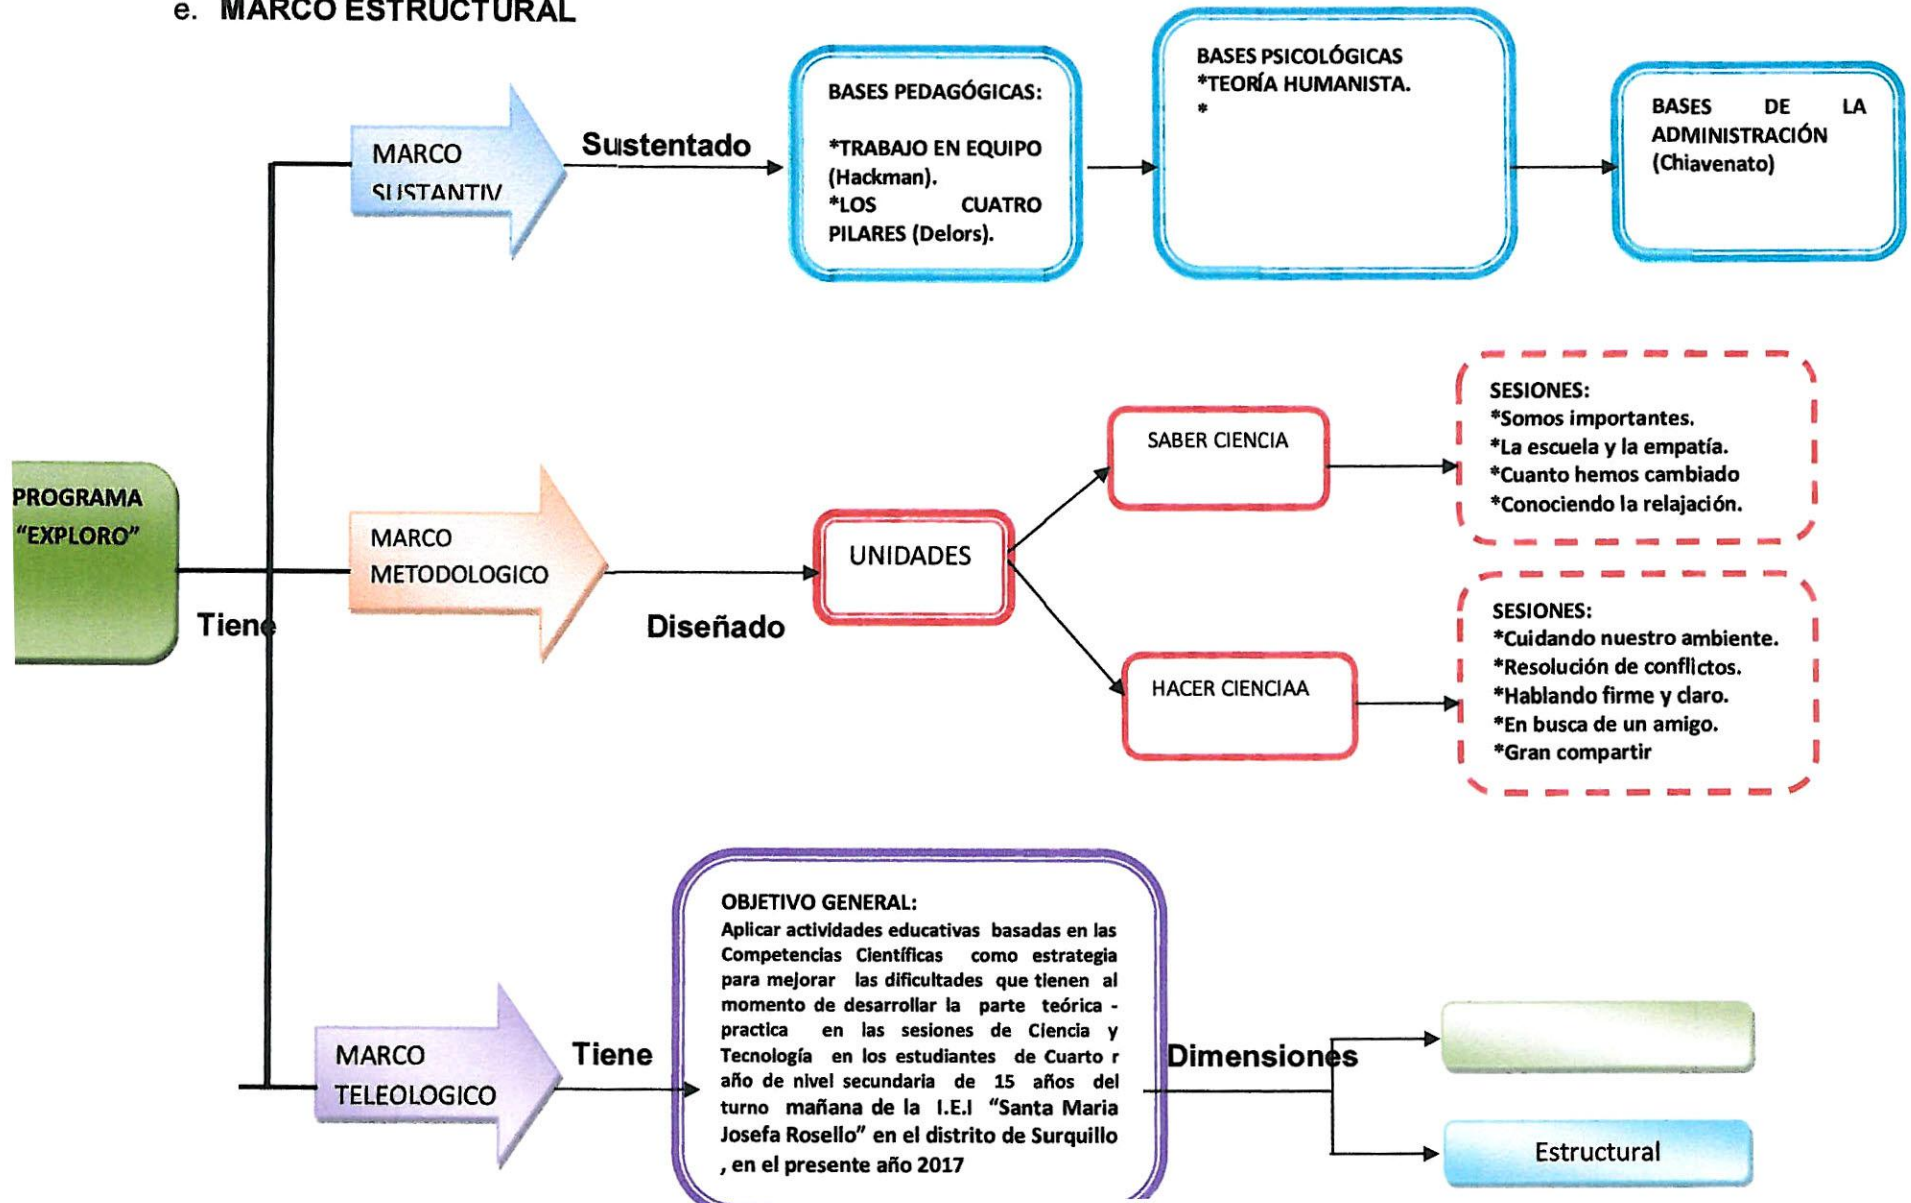 e. MARCO ESTRUCTURAL
MARCO
SUSTANTIV
Sustentado
BASES PEDAGÓGICAS:
*TRABAJO EN EQUIPO
(Hackman).
*LOS CUATRO
PILARES (Delors).
BASES PSICOLÓGICAS
*TEORÍA HUMANISTA.
*
BASES DE LA
ADMINISTRACIÓN
(Chiavenato)
PROGRAMA
“EXPLORO”
Tiene
MARCO
METODOLOGICO
Diseñado
UNIDADES
SABER CIENCIA
SESIONES:
*Somos importantes.
*La escuela y la empatía.
*Cuanto hemos cambiado
*Conociendo la relajación.
HACER CIENCIAA
SESIONES:
*Cuidando nuestro ambiente.
*Resolución de conflictos.
*Hablando firme y claro.
*En busca de un amigo.
*Gran compartir
MARCO
TELEOLOGICO
Tiene
OBJETIVO GENERAL:
Aplicar actividades educativas basadas en las
Competencias Científicas como estrategia
para mejorar las dificultades que tienen al
momento de desarrollar la parte teórica -
practica en las sesiones de Ciencia y
Tecnología en los estudiantes de Cuarto r
año de nivel secundaria de 15 años del
turno mañana de la I.E.I “Santa Maria
Josefa Rosello” en el distrito de Surquillo
, en el presente año 2017
Dimensiones
Estructural